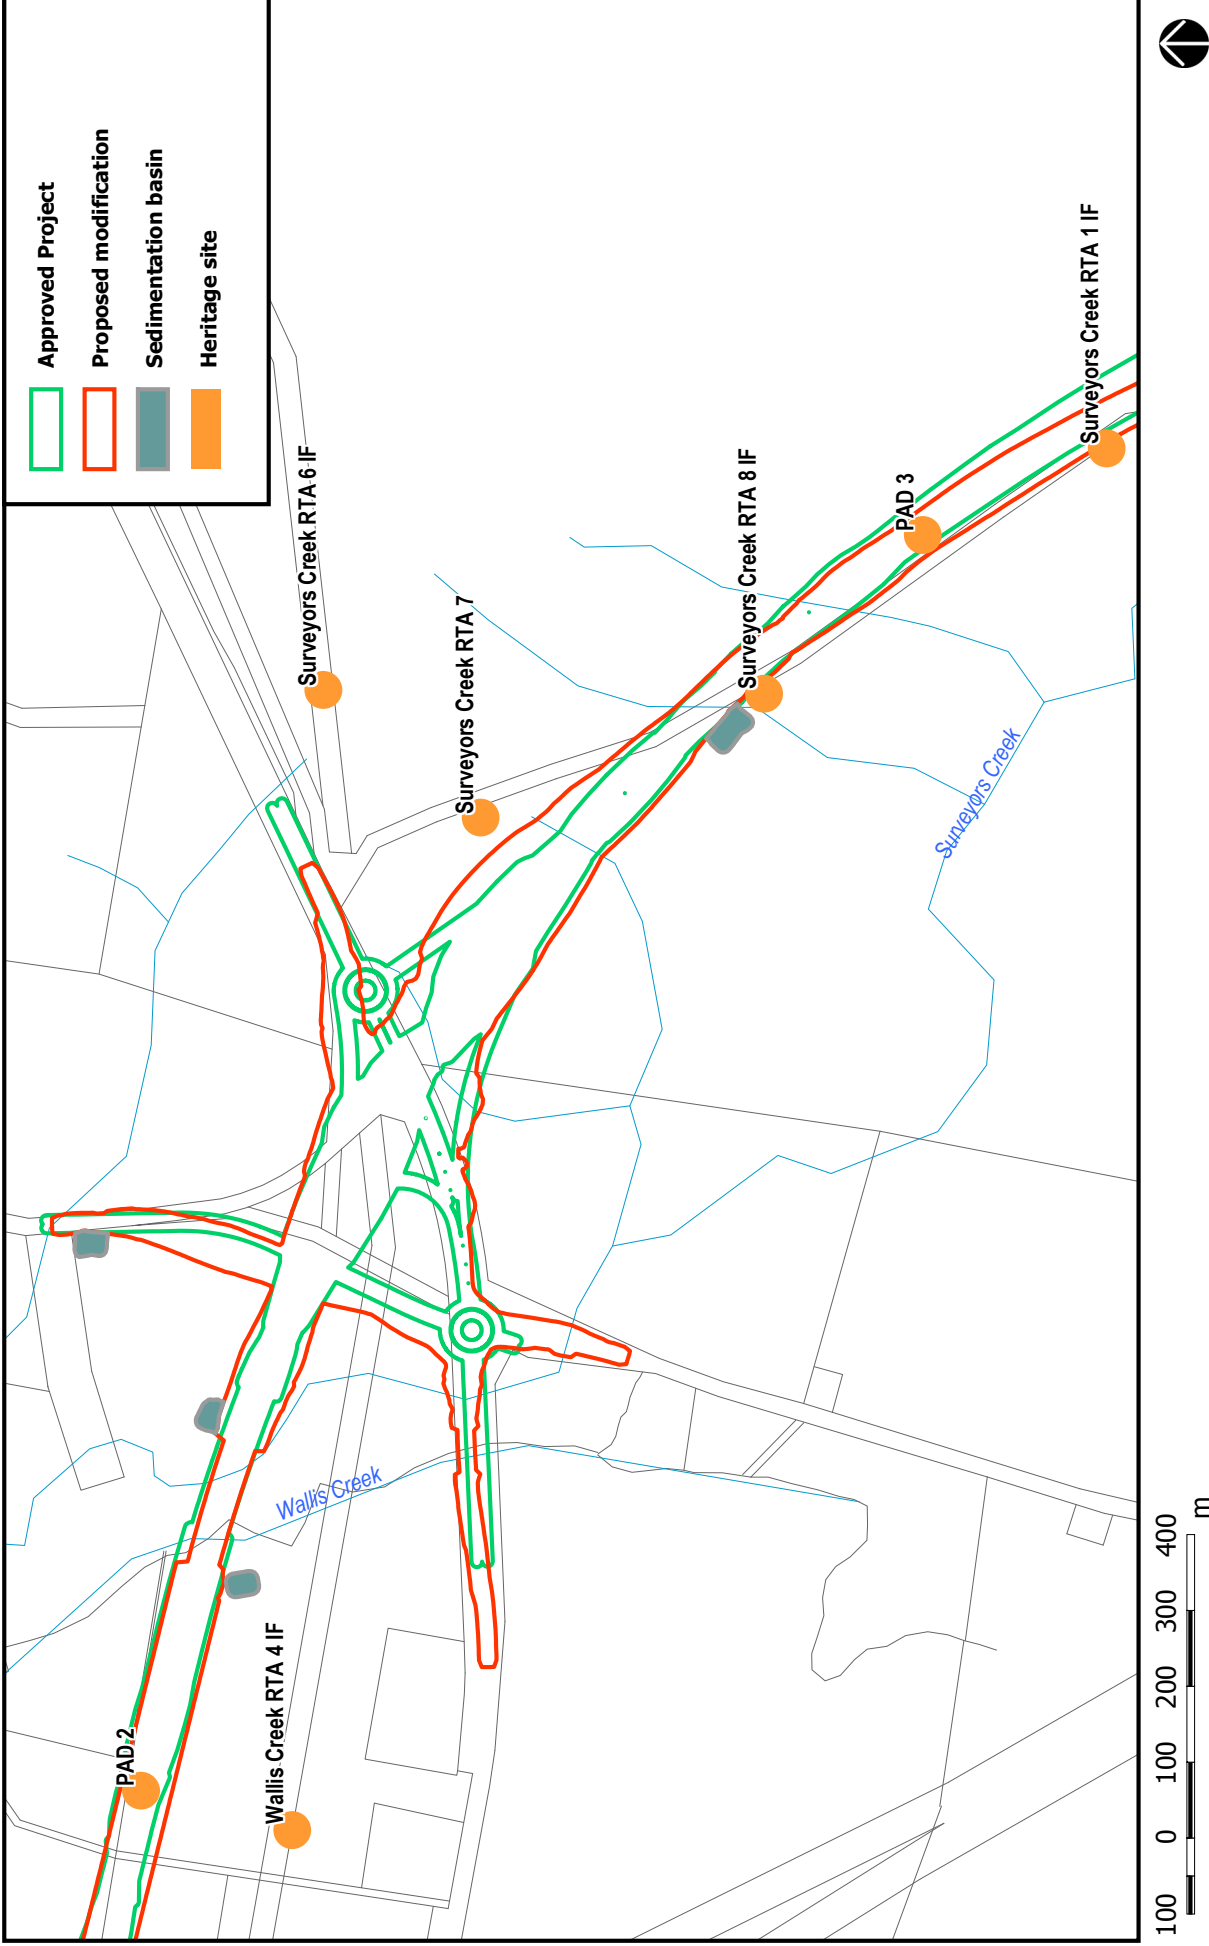 Approved Project
Proposed modification
Sedimentation basin
Heritage site
PAD 2
Wallis Creek RTA 4 IF
Wallis Creek
Surveyors Creek RTA 6 IF
Surveyors Creek RTA 7
Surveyors Creek RTA 8 IF
PAD 3
Surveyors Creek RTA 1 IF
Surveyors Creek
100 0 100 200 300 400
m